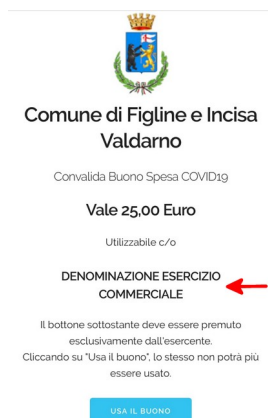 Comune di Figline e Incisa
Valdarno
Convalida Buono Spesa COVID19
Vale 25,00 Euro
Utilizzabile c/o
DENOMINAZIONE ESERCIZIO
COMMERCIALE
Il bottone sottostante deve essere premuto
esclusivamente dall'esercente.
Cliccando su "Usa il buono", lo stesso non potrà più
essere usato.
USA IL BUONO